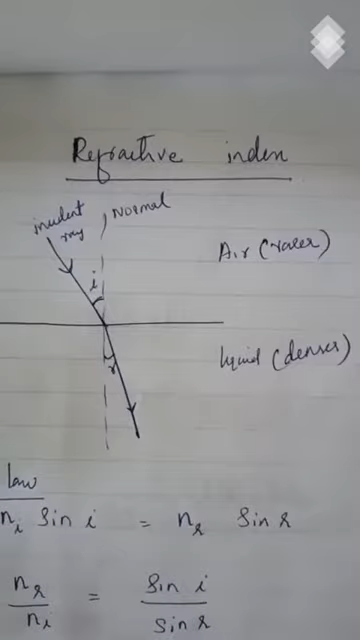 Refractive index
incident ray
Normal
i
Air (rarer)
r
liquid (denser)
law
ni Sin i = nr Sin r
nr / ni = Sin i / Sin r